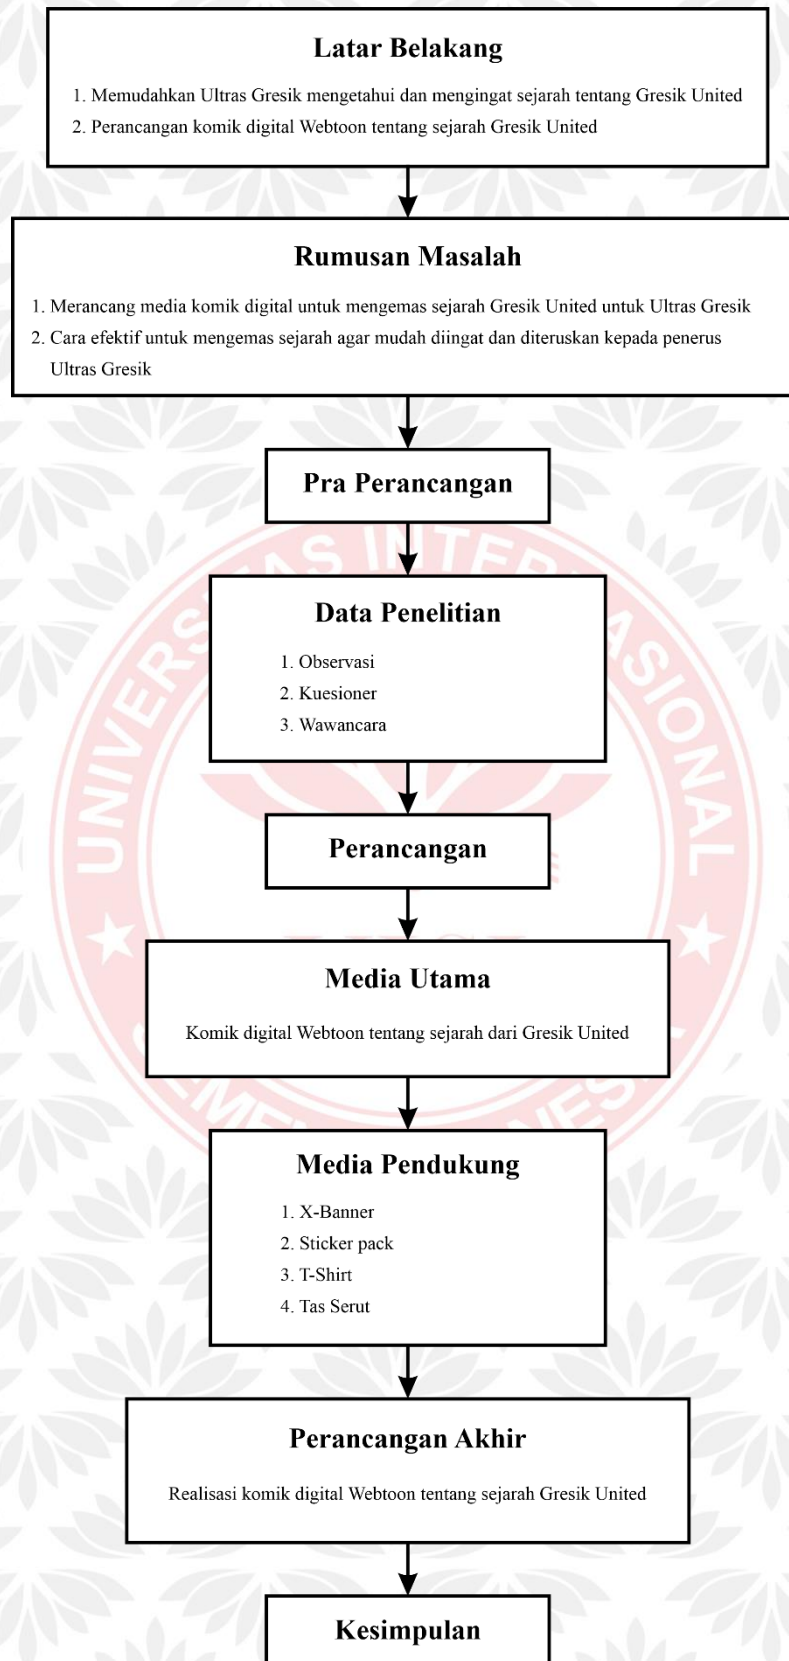 Latar Belakang
1. Memudahkan Ultras Gresik mengetahui dan mengingat sejarah tentang Gresik United
2. Perancangan komik digital Webtoon tentang sejarah Gresik United
Rumusan Masalah
1. Merancang media komik digital untuk mengemas sejarah Gresik United untuk Ultras Gresik
2. Cara efektif untuk mengemas sejarah agar mudah diingat dan diteruskan kepada penerus
Ultras Gresik
Pra Perancangan
Data Penelitian
1. Observasi
2. Kuesioner
3. Wawancara
Perancangan
Media Utama
Komik digital Webtoon tentang sejarah dari Gresik United
Media Pendukung
1. X-Banner
2. Sticker pack
3. T-Shirt
4. Tas Serut
Perancangan Akhir
Realisasi komik digital Webtoon tentang sejarah Gresik United
Kesimpulan